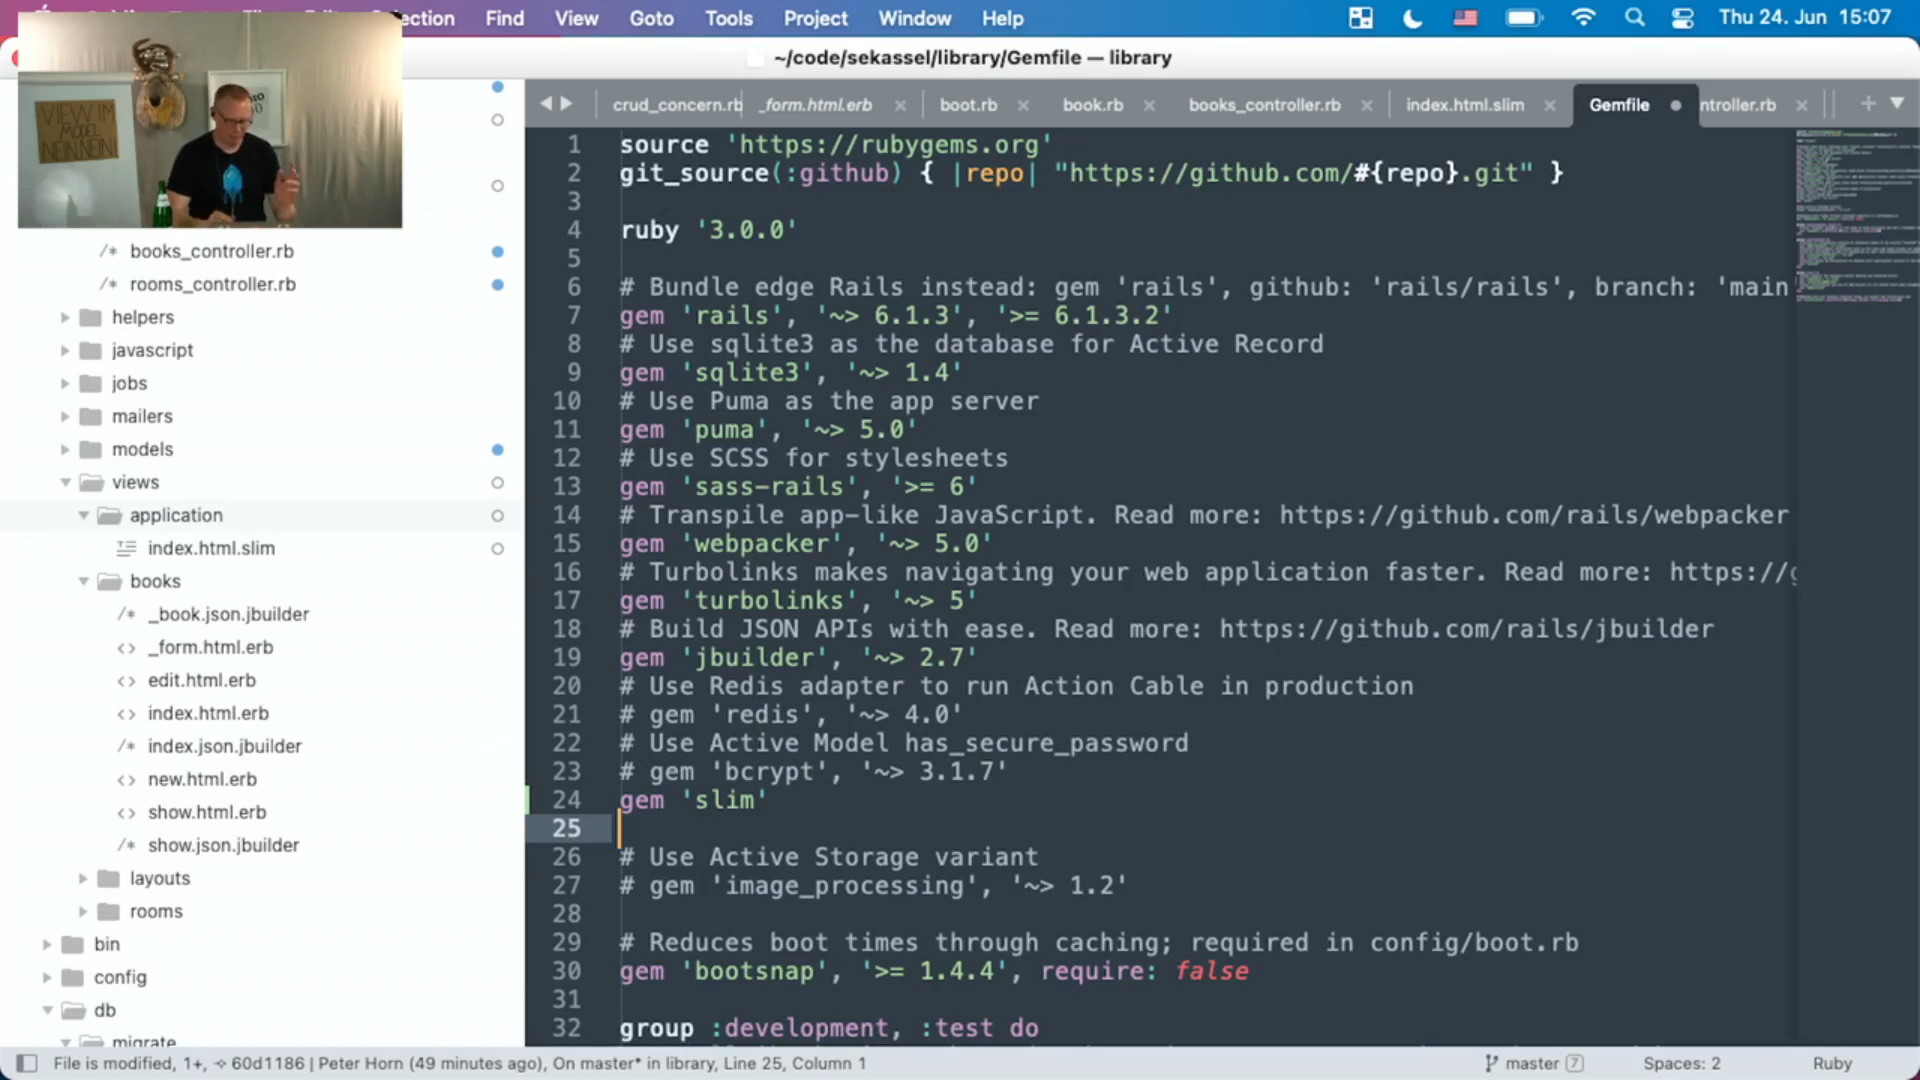 ection Find View Goto Tools Project Window Help Thu 24. Jun 15:07
~/code/sekassel/library/Gemfile — library
VIEW IM
MODEL
NEIN NEIN!
crud_concern.rb _form.html.erb boot.rb book.rb books_controller.rb index.html.slim Gemfile ntroller.rb
books_controller.rb
rooms_controller.rb
helpers
javascript
jobs
mailers
models
views
application
index.html.slim
books
_book.json.jbuilder
_form.html.erb
edit.html.erb
index.html.erb
index.json.jbuilder
new.html.erb
show.html.erb
show.json.jbuilder
layouts
rooms
bin
config
db
migrate
1 source 'https://rubygems.org'
2 git_source(:github) { |repo| "https://github.com/#{repo}.git" }
3
4 ruby '3.0.0'
5
6 # Bundle edge Rails instead: gem 'rails', github: 'rails/rails', branch: 'main
7 gem 'rails', '~> 6.1.3', '>= 6.1.3.2'
8 # Use sqlite3 as the database for Active Record
9 gem 'sqlite3', '~> 1.4'
10 # Use Puma as the app server
11 gem 'puma', '~> 5.0'
12 # Use SCSS for stylesheets
13 gem 'sass-rails', '>= 6'
14 # Transpile app-like JavaScript. Read more: https://github.com/rails/webpacker
15 gem 'webpacker', '~> 5.0'
16 # Turbolinks makes navigating your web application faster. Read more: https://g
17 gem 'turbolinks', '~> 5'
18 # Build JSON APIs with ease. Read more: https://github.com/rails/jbuilder
19 gem 'jbuilder', '~> 2.7'
20 # Use Redis adapter to run Action Cable in production
21 # gem 'redis', '~> 4.0'
22 # Use Active Model has_secure_password
23 # gem 'bcrypt', '~> 3.1.7'
24 gem 'slim'
25
26 # Use Active Storage variant
27 # gem 'image_processing', '~> 1.2'
28
29 # Reduces boot times through caching; required in config/boot.rb
30 gem 'bootsnap', '>= 1.4.4', require: false
31
32 group :development, :test do
File is modified, 1+, 60d1186 | Peter Horn (49 minutes ago), On master* in library, Line 25, Column 1 master 7 Spaces: 2 Ruby